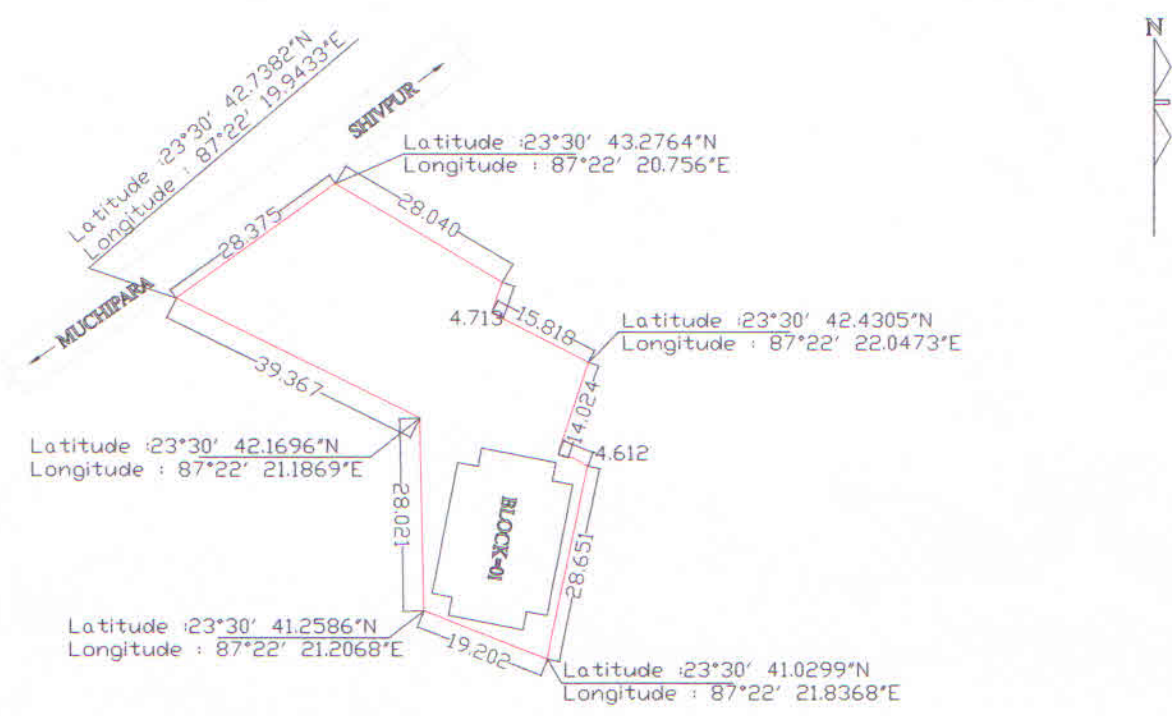 N
Latitude :23°30' 42.7382"N
Longitude : 87°22' 19.9433"E
SHIVPUR
Latitude :23°30' 43.2764"N
Longitude : 87°22' 20.756"E
28.375
28.040
MUCHIPARA
4.713
15.818
Latitude :23°30' 42.4305"N
Longitude : 87°22' 22.0473"E
39.367
14.024
Latitude :23°30' 42.1696"N
Longitude : 87°22' 21.1869"E
4.612
28.021
BLOCK=01
28.651
Latitude :23°30' 41.2586"N
Longitude : 87°22' 21.2068"E
19.202
Latitude :23°30' 41.0299"N
Longitude : 87°22' 21.8368"E